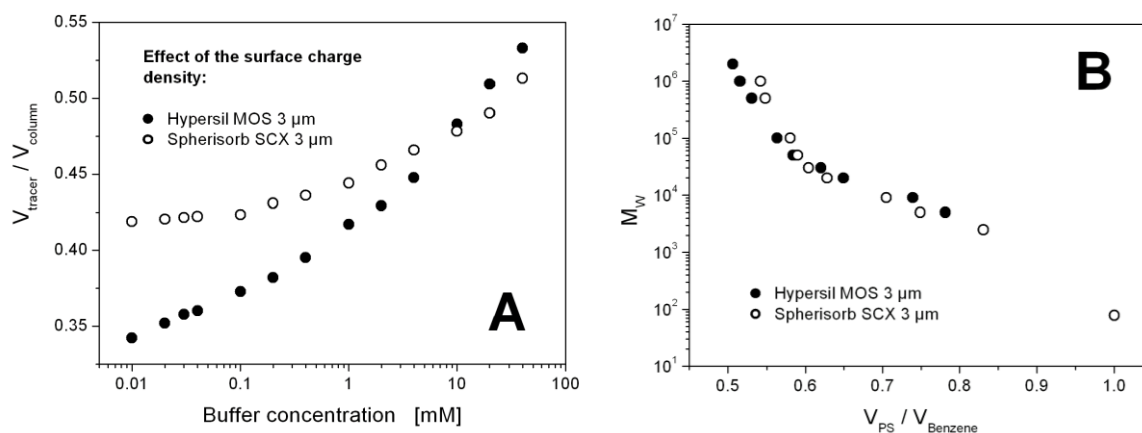 0.55
0.50
0.45
0.40
0.35
V_tracer / V_column
Effect of the surface charge
density:
Hypersil MOS 3 µm
Spherisorb SCX 3 µm
A
0.01
0.1
1
10
100
Buffer concentration [mM]
10^7
10^6
10^5
10^4
10^3
10^2
10^1
M_W
B
Hypersil MOS 3 µm
Spherisorb SCX 3 µm
0.5
0.6
0.7
0.8
0.9
1.0
V_PS / V_Benzene